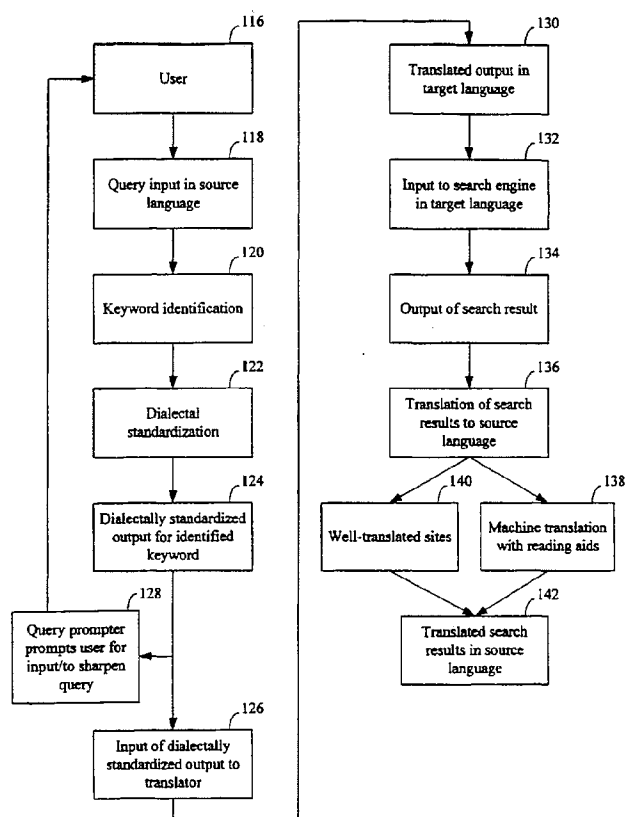 116
User
118
Query input in source
language
120
Keyword identification
122
Dialectal
standardization
124
Dialectally standardized
output for identified
keyword
128
Query prompter
prompts user for
input/to sharpen
query
126
Input of dialectally
standardized output to
translator
130
Translated output in
target language
132
Input to search engine
in target language
134
Output of search result
136
Translation of search
results to source
language
140
Well-translated sites
138
Machine translation
with reading aids
142
Translated search
results in source
language